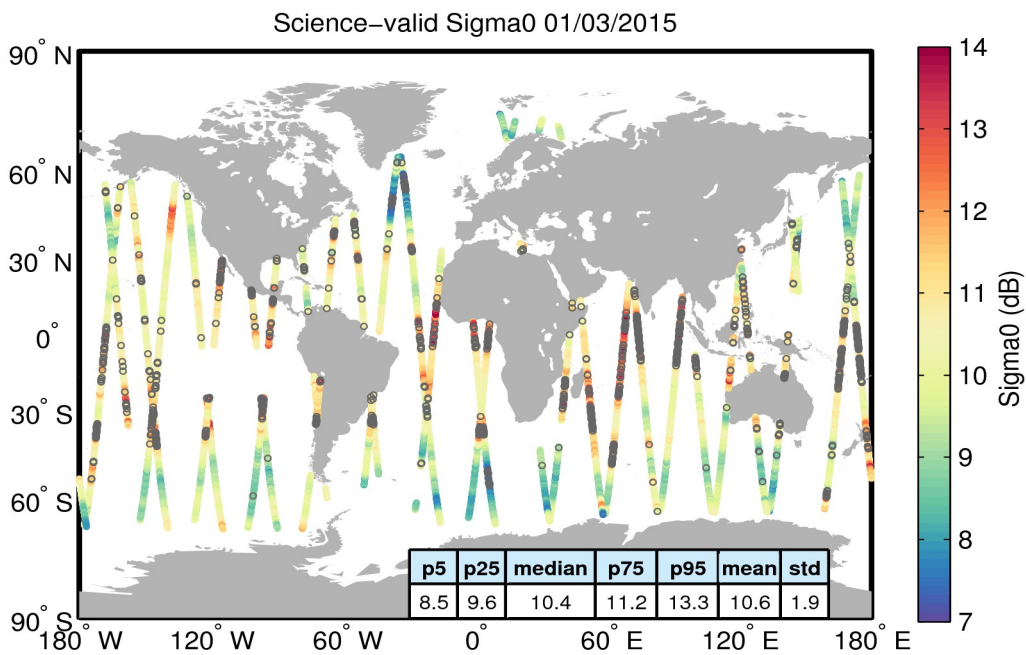 Science−valid Sigma0 01/03/2015
90° N
60° N
30° N
0°
30° S
60° S
90° S
180° W
120° W
60° W
0°
60° E
120° E
180° E
p5 p25 median p75 p95 mean std
8.5 9.6 10.4 11.2 13.3 10.6 1.9
14
13
12
11
10
9
8
7
Sigma0 (dB)